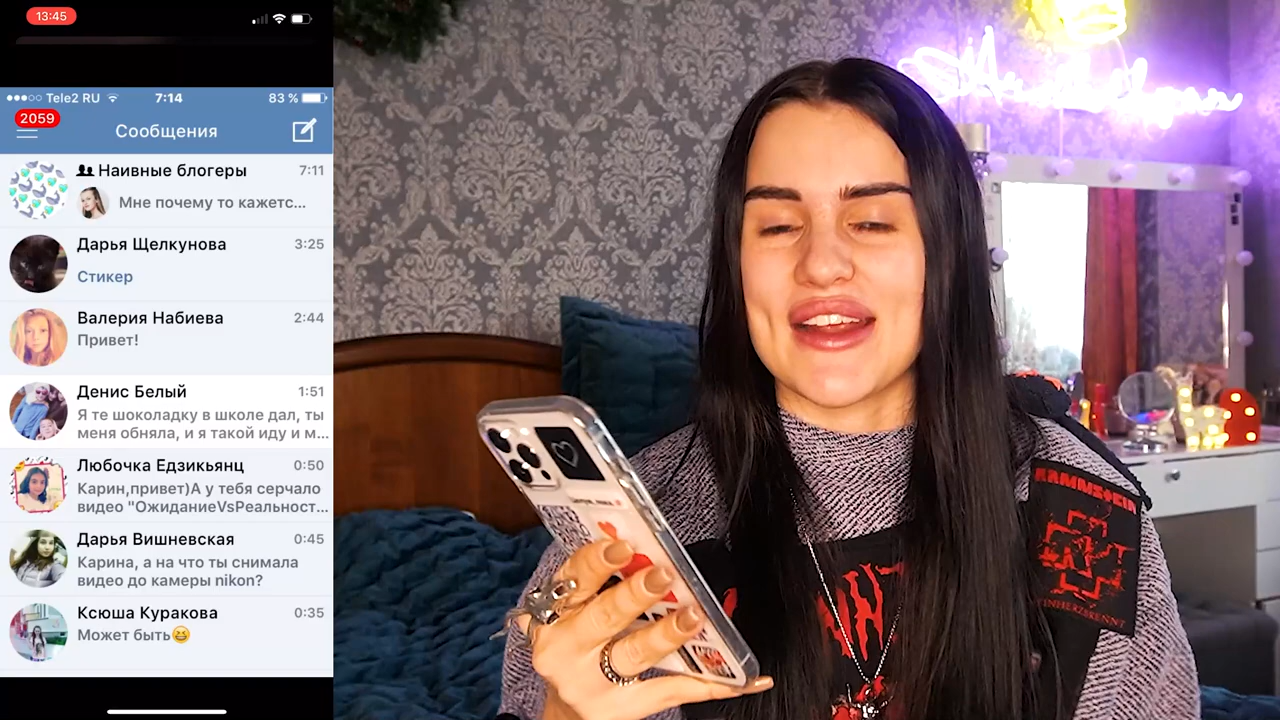 13:45
Tele2 RU
7:14
83 %
2059
Сообщения
Наивные блогеры
7:11
Мне почему то кажетс...
Дарья Щелкунова
3:25
Стикер
Валерия Набиева
2:44
Привет!
Денис Белый
1:51
Я те шоколадку в школе дал, ты
меня обняла, и я такой иду и м...
Любочка Едзикьянц
0:50
Карин,привет)А у тебя серчало
видео "ОжиданиеVsРеальност...
Дарья Вишневская
0:45
Карина, а на что ты снимала
видео до камеры nikon?
Ксюша Куракова
0:35
Может быть😆
RAMMSTEIN